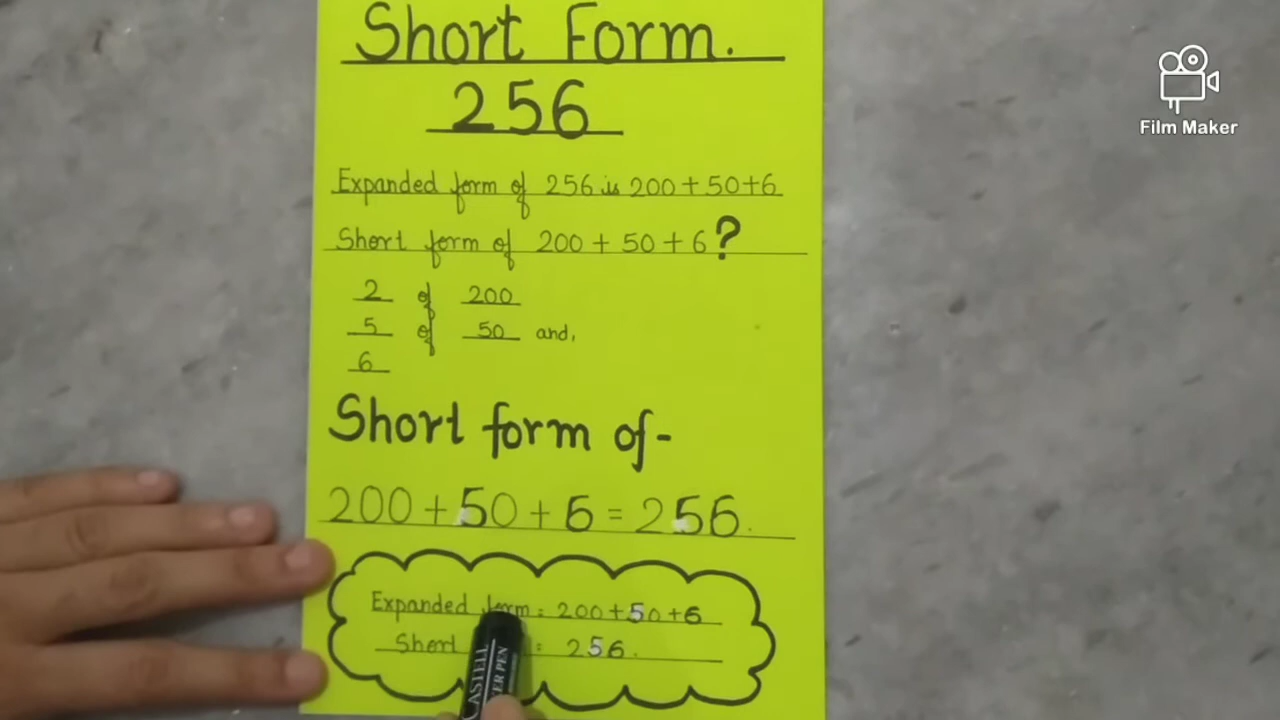 Short Form.
256
Expanded form of 256 is 200 + 50+6
Short form of 200 + 50 + 6 ?
2 of 200
5 of 50 and,
6
Short form of-
200 + 50 + 6 = 256.
Expanded form = 200+50+6
Short = 256.
CASTELL
PEN
Film Maker